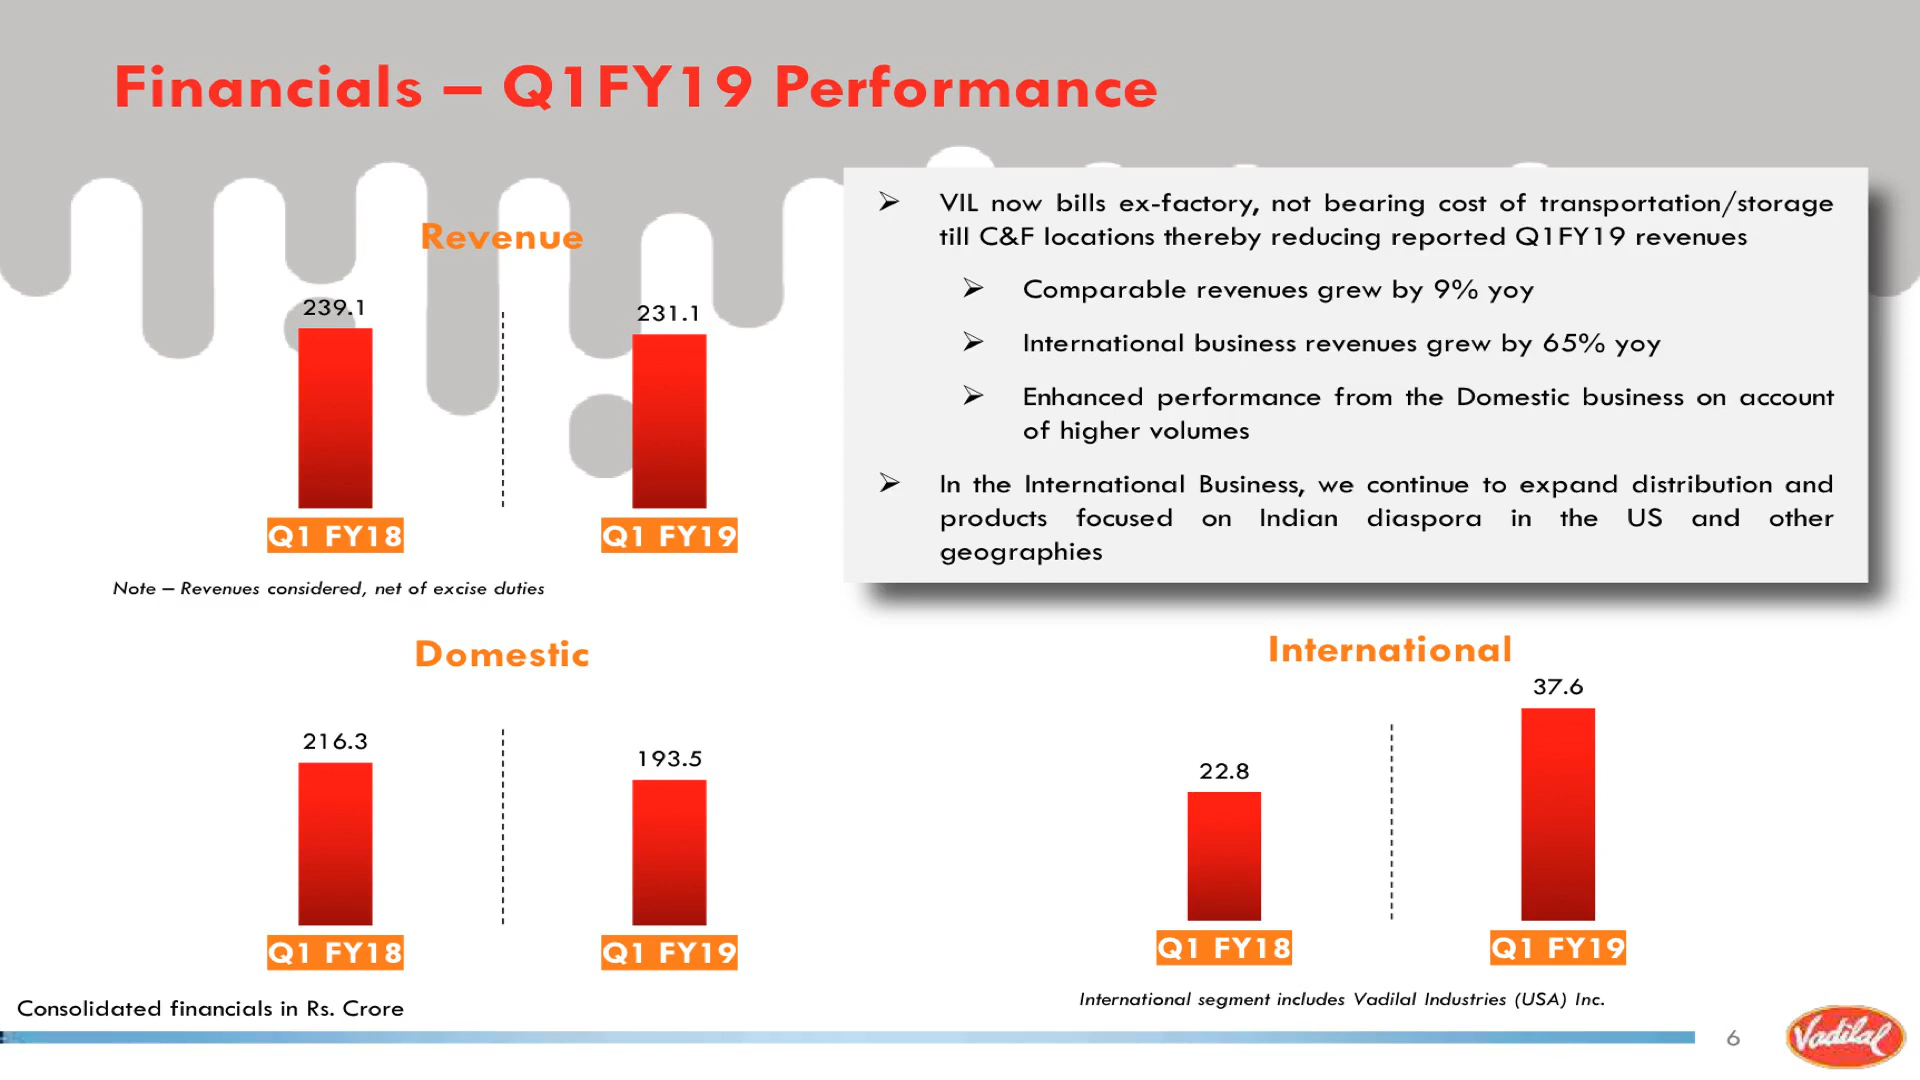 Financials – Q1FY19 Performance
Revenue
239.1
231.1
Q1 FY18
Q1 FY19
Note – Revenues considered, net of excise duties
➢ VIL now bills ex-factory, not bearing cost of transportation/storage
till C&F locations thereby reducing reported Q1FY19 revenues
➢ Comparable revenues grew by 9% yoy
➢ International business revenues grew by 65% yoy
➢ Enhanced performance from the Domestic business on account
of higher volumes
➢ In the International Business, we continue to expand distribution and
products focused on Indian diaspora in the US and other
geographies
Domestic
216.3
193.5
Q1 FY18
Q1 FY19
International
22.8
37.6
Q1 FY18
Q1 FY19
International segment includes Vadilal Industries (USA) Inc.
Consolidated financials in Rs. Crore
6
Vadilal